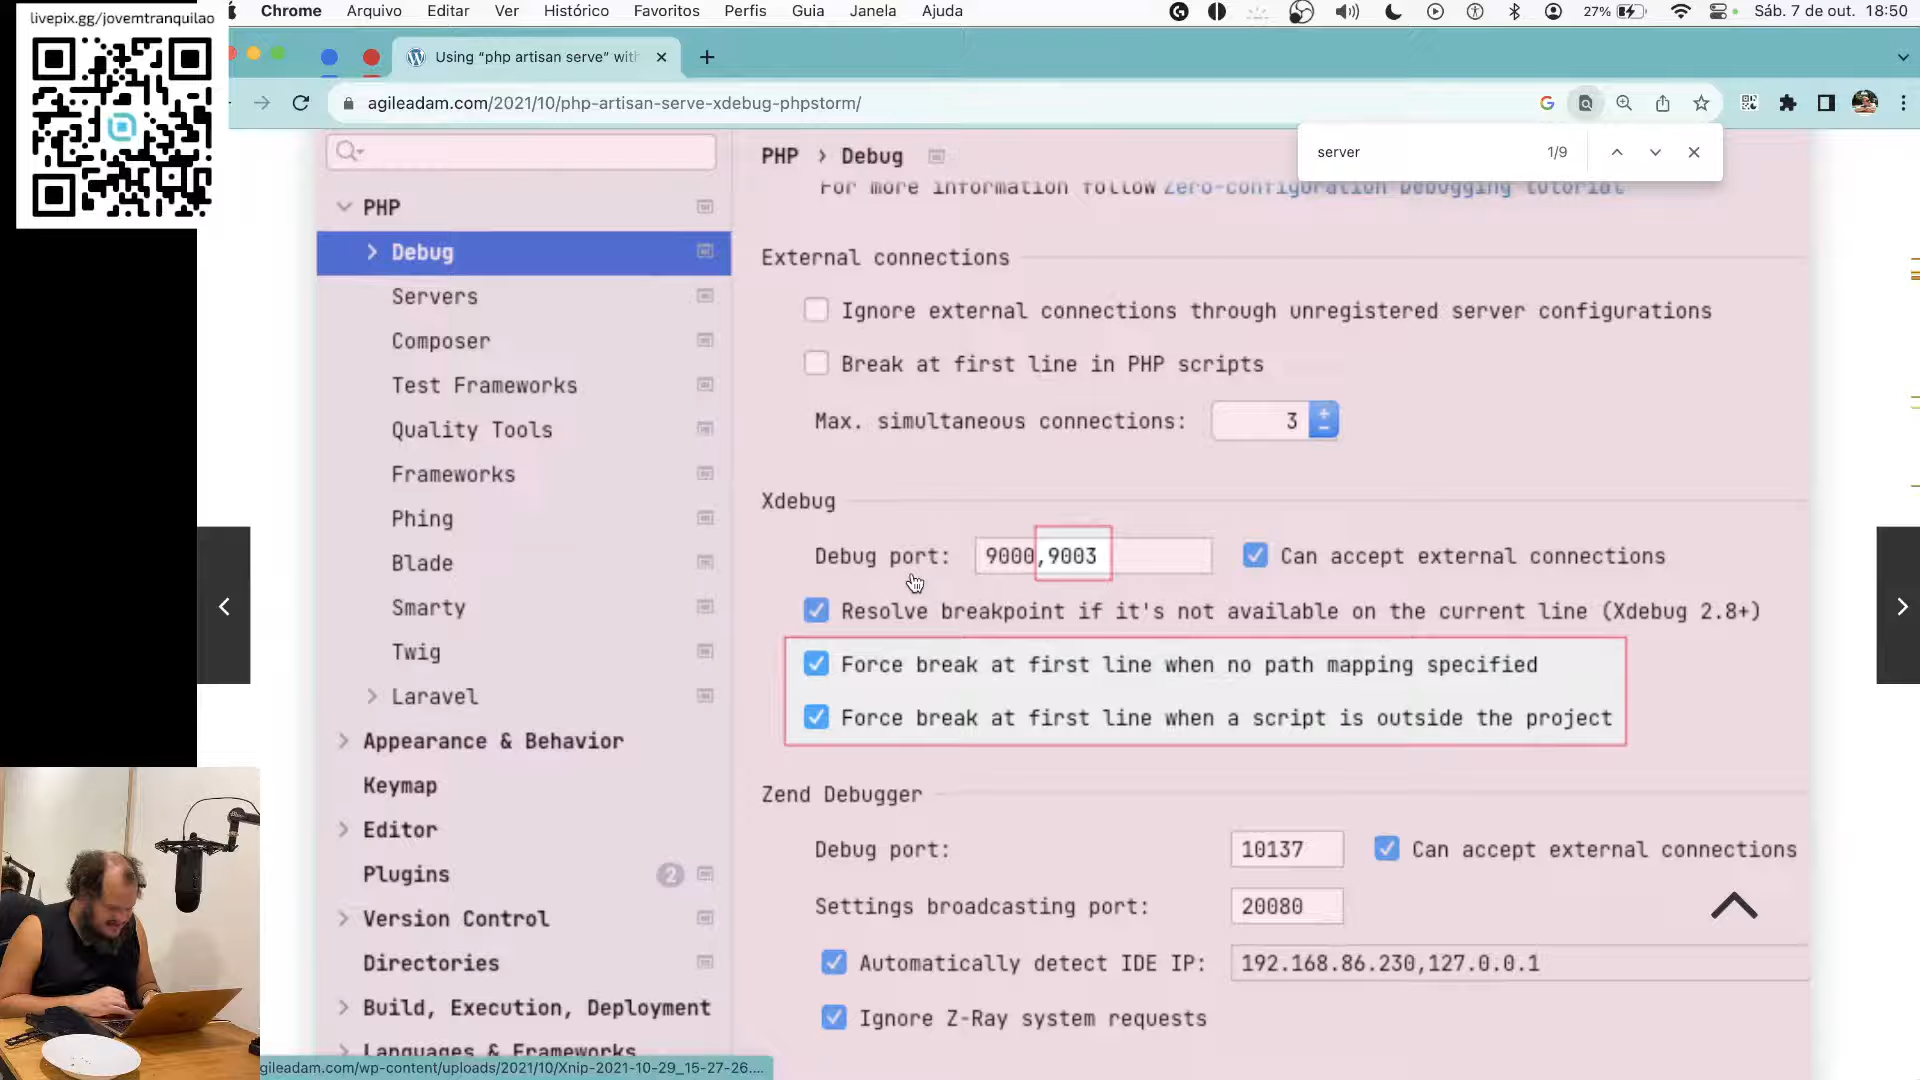 livepix.gg/jovemtranquilao
Chrome Arquivo Editar Ver Histórico Favoritos Perfis Guia Janela Ajuda
27% Sáb. 7 de out. 18:50
Using “php artisan serve” with
agileadam.com/2021/10/php-artisan-serve-xdebug-phpstorm/
server 1/9
PHP › Debug
For more information follow Zero-configuration Debugging tutorial
PHP
Debug
Servers
Composer
Test Frameworks
Quality Tools
Frameworks
Phing
Blade
Smarty
Twig
Laravel
Appearance & Behavior
Keymap
Editor
Plugins 2
Version Control
Directories
Build, Execution, Deployment
Languages & Frameworks
External connections
Ignore external connections through unregistered server configurations
Break at first line in PHP scripts
Max. simultaneous connections: 3
Xdebug
Debug port: 9000,9003 Can accept external connections
Resolve breakpoint if it's not available on the current line (Xdebug 2.8+)
Force break at first line when no path mapping specified
Force break at first line when a script is outside the project
Zend Debugger
Debug port: 10137 Can accept external connections
Settings broadcasting port: 20080
Automatically detect IDE IP: 192.168.86.230,127.0.0.1
Ignore Z-Ray system requests
gileadam.com/wp-content/uploads/2021/10/Xnip-2021-10-29_15-27-26....